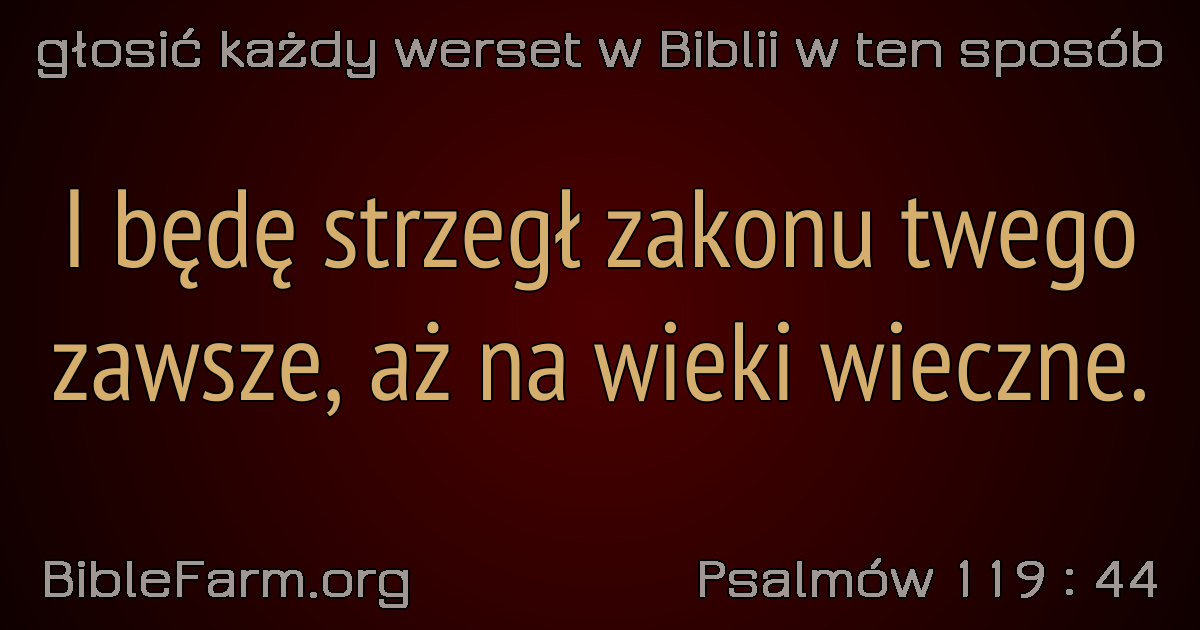 głosić każdy werset w Biblii w ten sposób
I będę strzegł zakonu twego
zawsze, aż na wieki wieczne.
BibleFarm.org
Psalmów 119 : 44